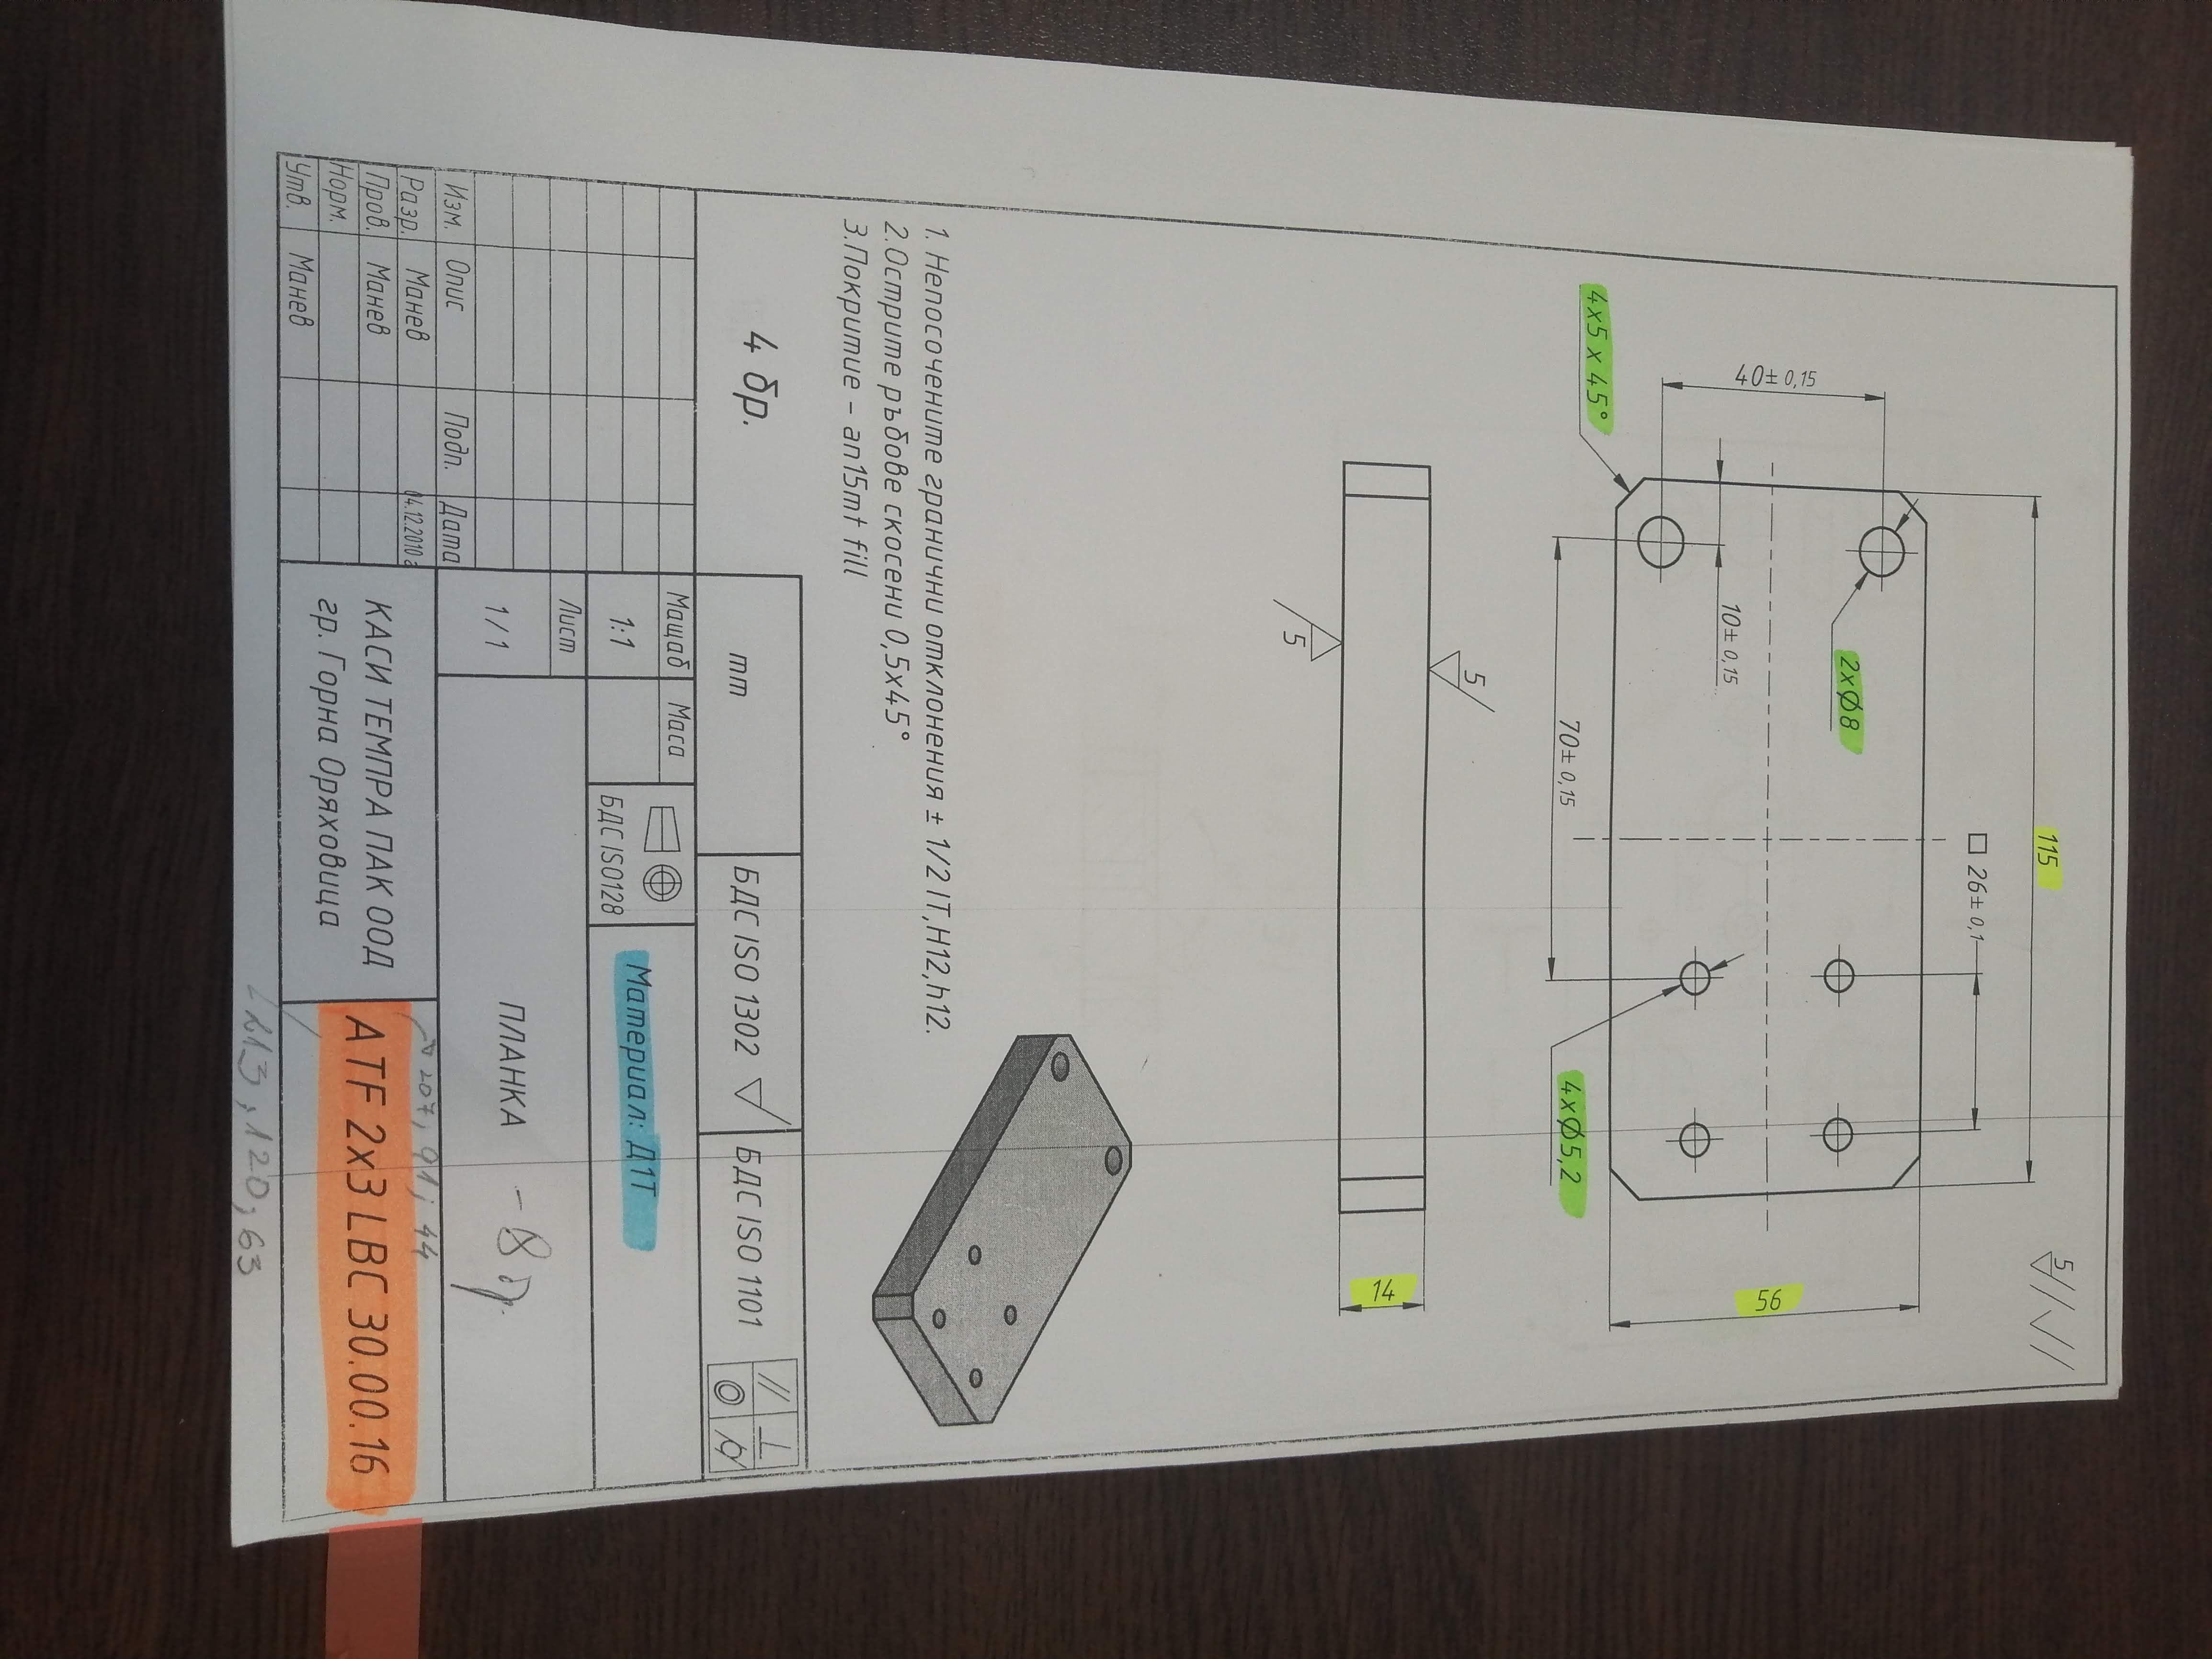 115
5
□ 26± 0,1
2xØ8
40± 0,15
56
10± 0,15
4x5 x 45°
70± 0,15
4xØ5,2
5
14
5
1. Непосочените гранични отклонения ± 1/2 IT,H12,h12.
2.Острите ръбове скосени 0,5x45°
3.Покритие - an15mt fill
4 бр.
mm
БДС ISO 1302
БДС ISO 1101
Мащаб
Маса
1:1
БДС ISO128
Материал: Д1Т
Лист
1/1
ПЛАНКА
- 8 бр.
Изм. Опис Подп. Дата
Разр. Манев 04.12.2010 г
Пров. Манев
Норм.
Утв. Манев
КАСИ ТЕМПРА ПАК ООД
гр. Горна Оряховица
207; 91; 44
ATF 2x3 LBC 30.00.16
213; 120; 63